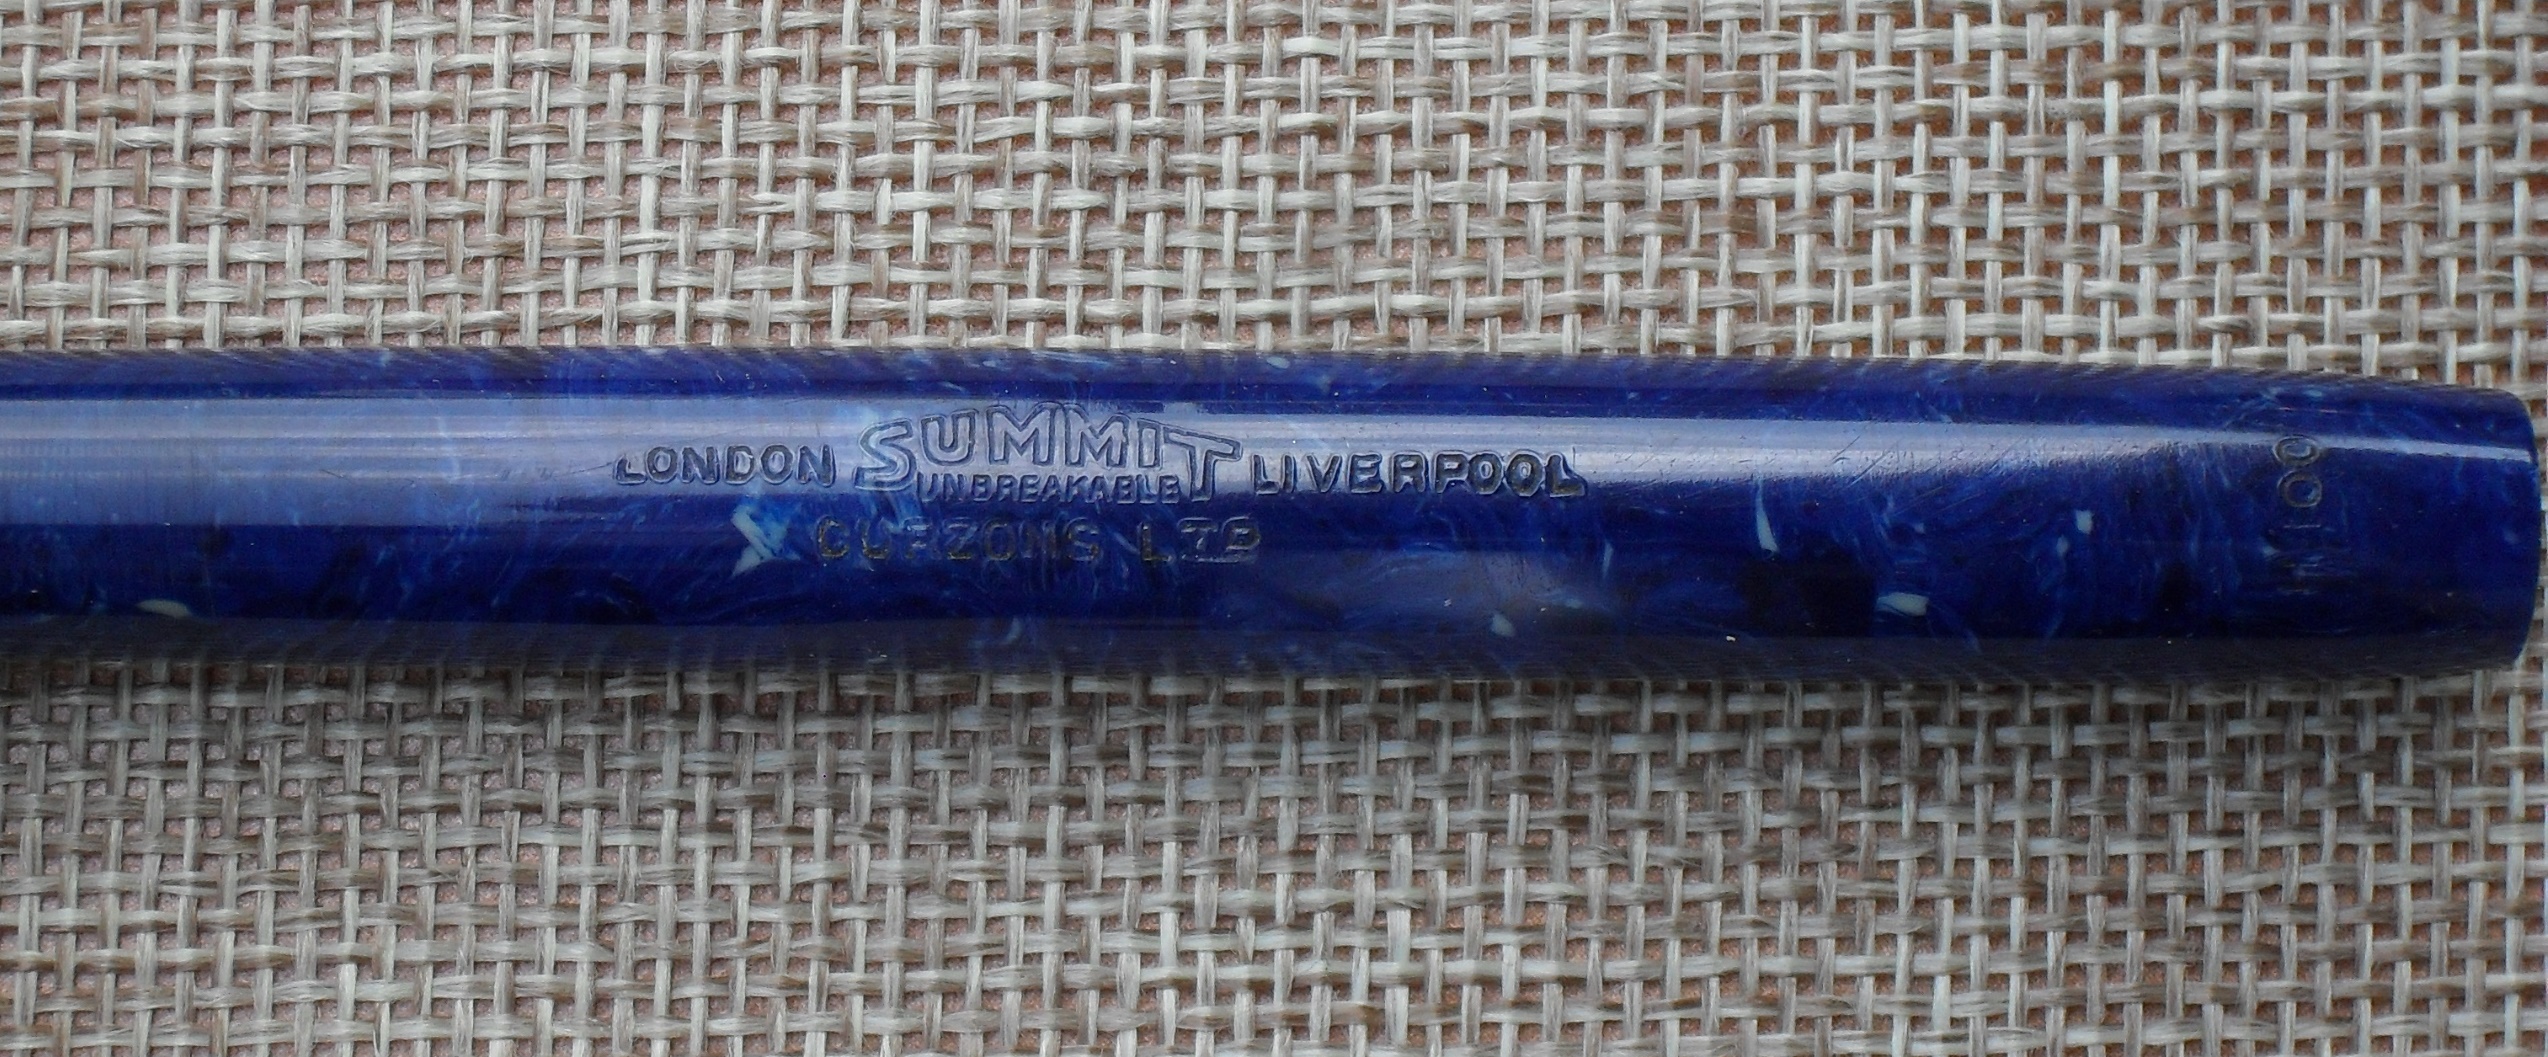 LONDON SUMMIT LIVERPOOL
UNBREAKABLE
CURZONS LTD